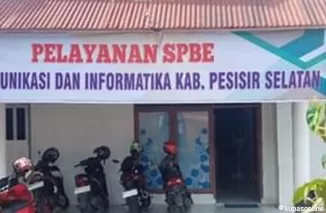 PELAYANAN SPBE
UNIKASI DAN INFORMATIKA KAB. PESISIR SELATAN
#kupasonline